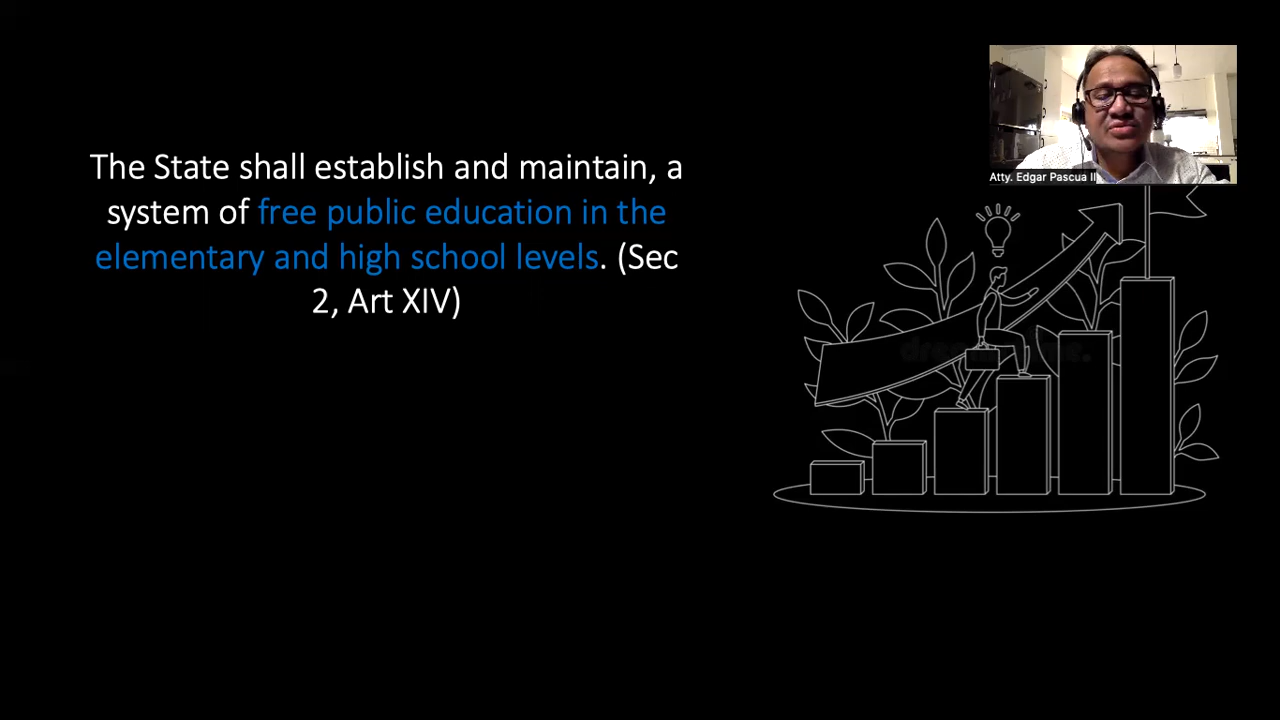 The State shall establish and maintain, a
system of free public education in the
elementary and high school levels. (Sec
2, Art XIV)
Atty. Edgar Pascua II